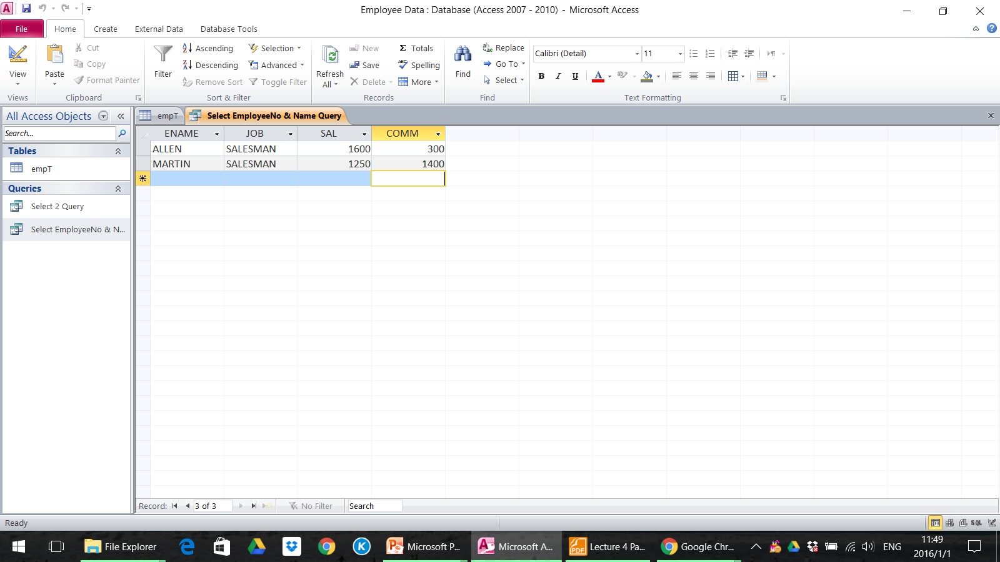 Employee Data : Database (Access 2007 - 2010) - Microsoft Access
File Home Create External Data Database Tools
View
Views
Paste
Cut
Copy
Format Painter
Clipboard
Filter
Ascending
Descending
Remove Sort
Selection
Advanced
Toggle Filter
Sort & Filter
Refresh
All
New
Save
Delete
Totals
Spelling
More
Records
Find
Replace
Go To
Select
Find
Calibri (Detail) 11
B I U A
Text Formatting
All Access Objects
Search...
Tables
empT
Queries
Select 2 Query
Select EmployeeNo & N...
empT Select EmployeeNo & Name Query
ENAME JOB SAL COMM
ALLEN SALESMAN 1600 300
MARTIN SALESMAN 1250 1400
Record: 3 of 3 No Filter Search
Ready SQL
File Explorer Microsoft P... Microsoft A... Lecture 4 Pa... Google Chr... ENG
11:49
2016/1/1